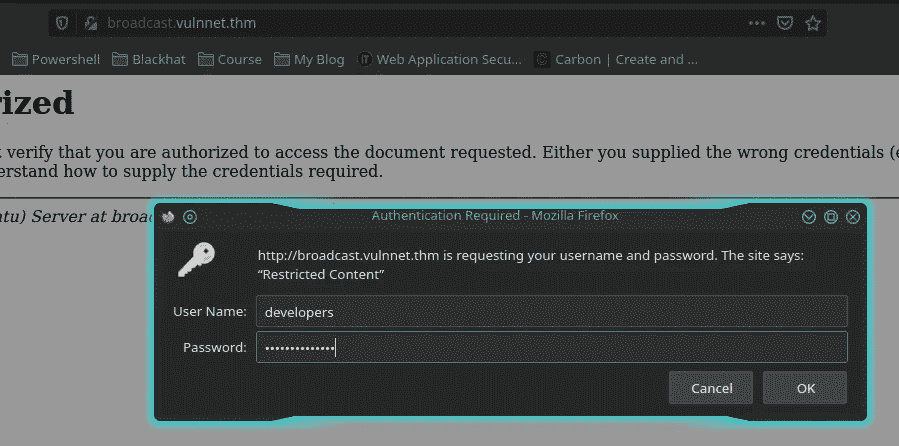 broadcast.vulnnet.thm
Powershell Blackhat Course My Blog Web Application Secu... Carbon | Create and ...
rized
t verify that you are authorized to access the document requested. Either you supplied the wrong credentials (e
erstand how to supply the credentials required.
ntu) Server at broa
Authentication Required - Mozilla Firefox
http://broadcast.vulnnet.thm is requesting your username and password. The site says:
“Restricted Content”
User Name: developers
Password: ••••••••••••••
Cancel OK